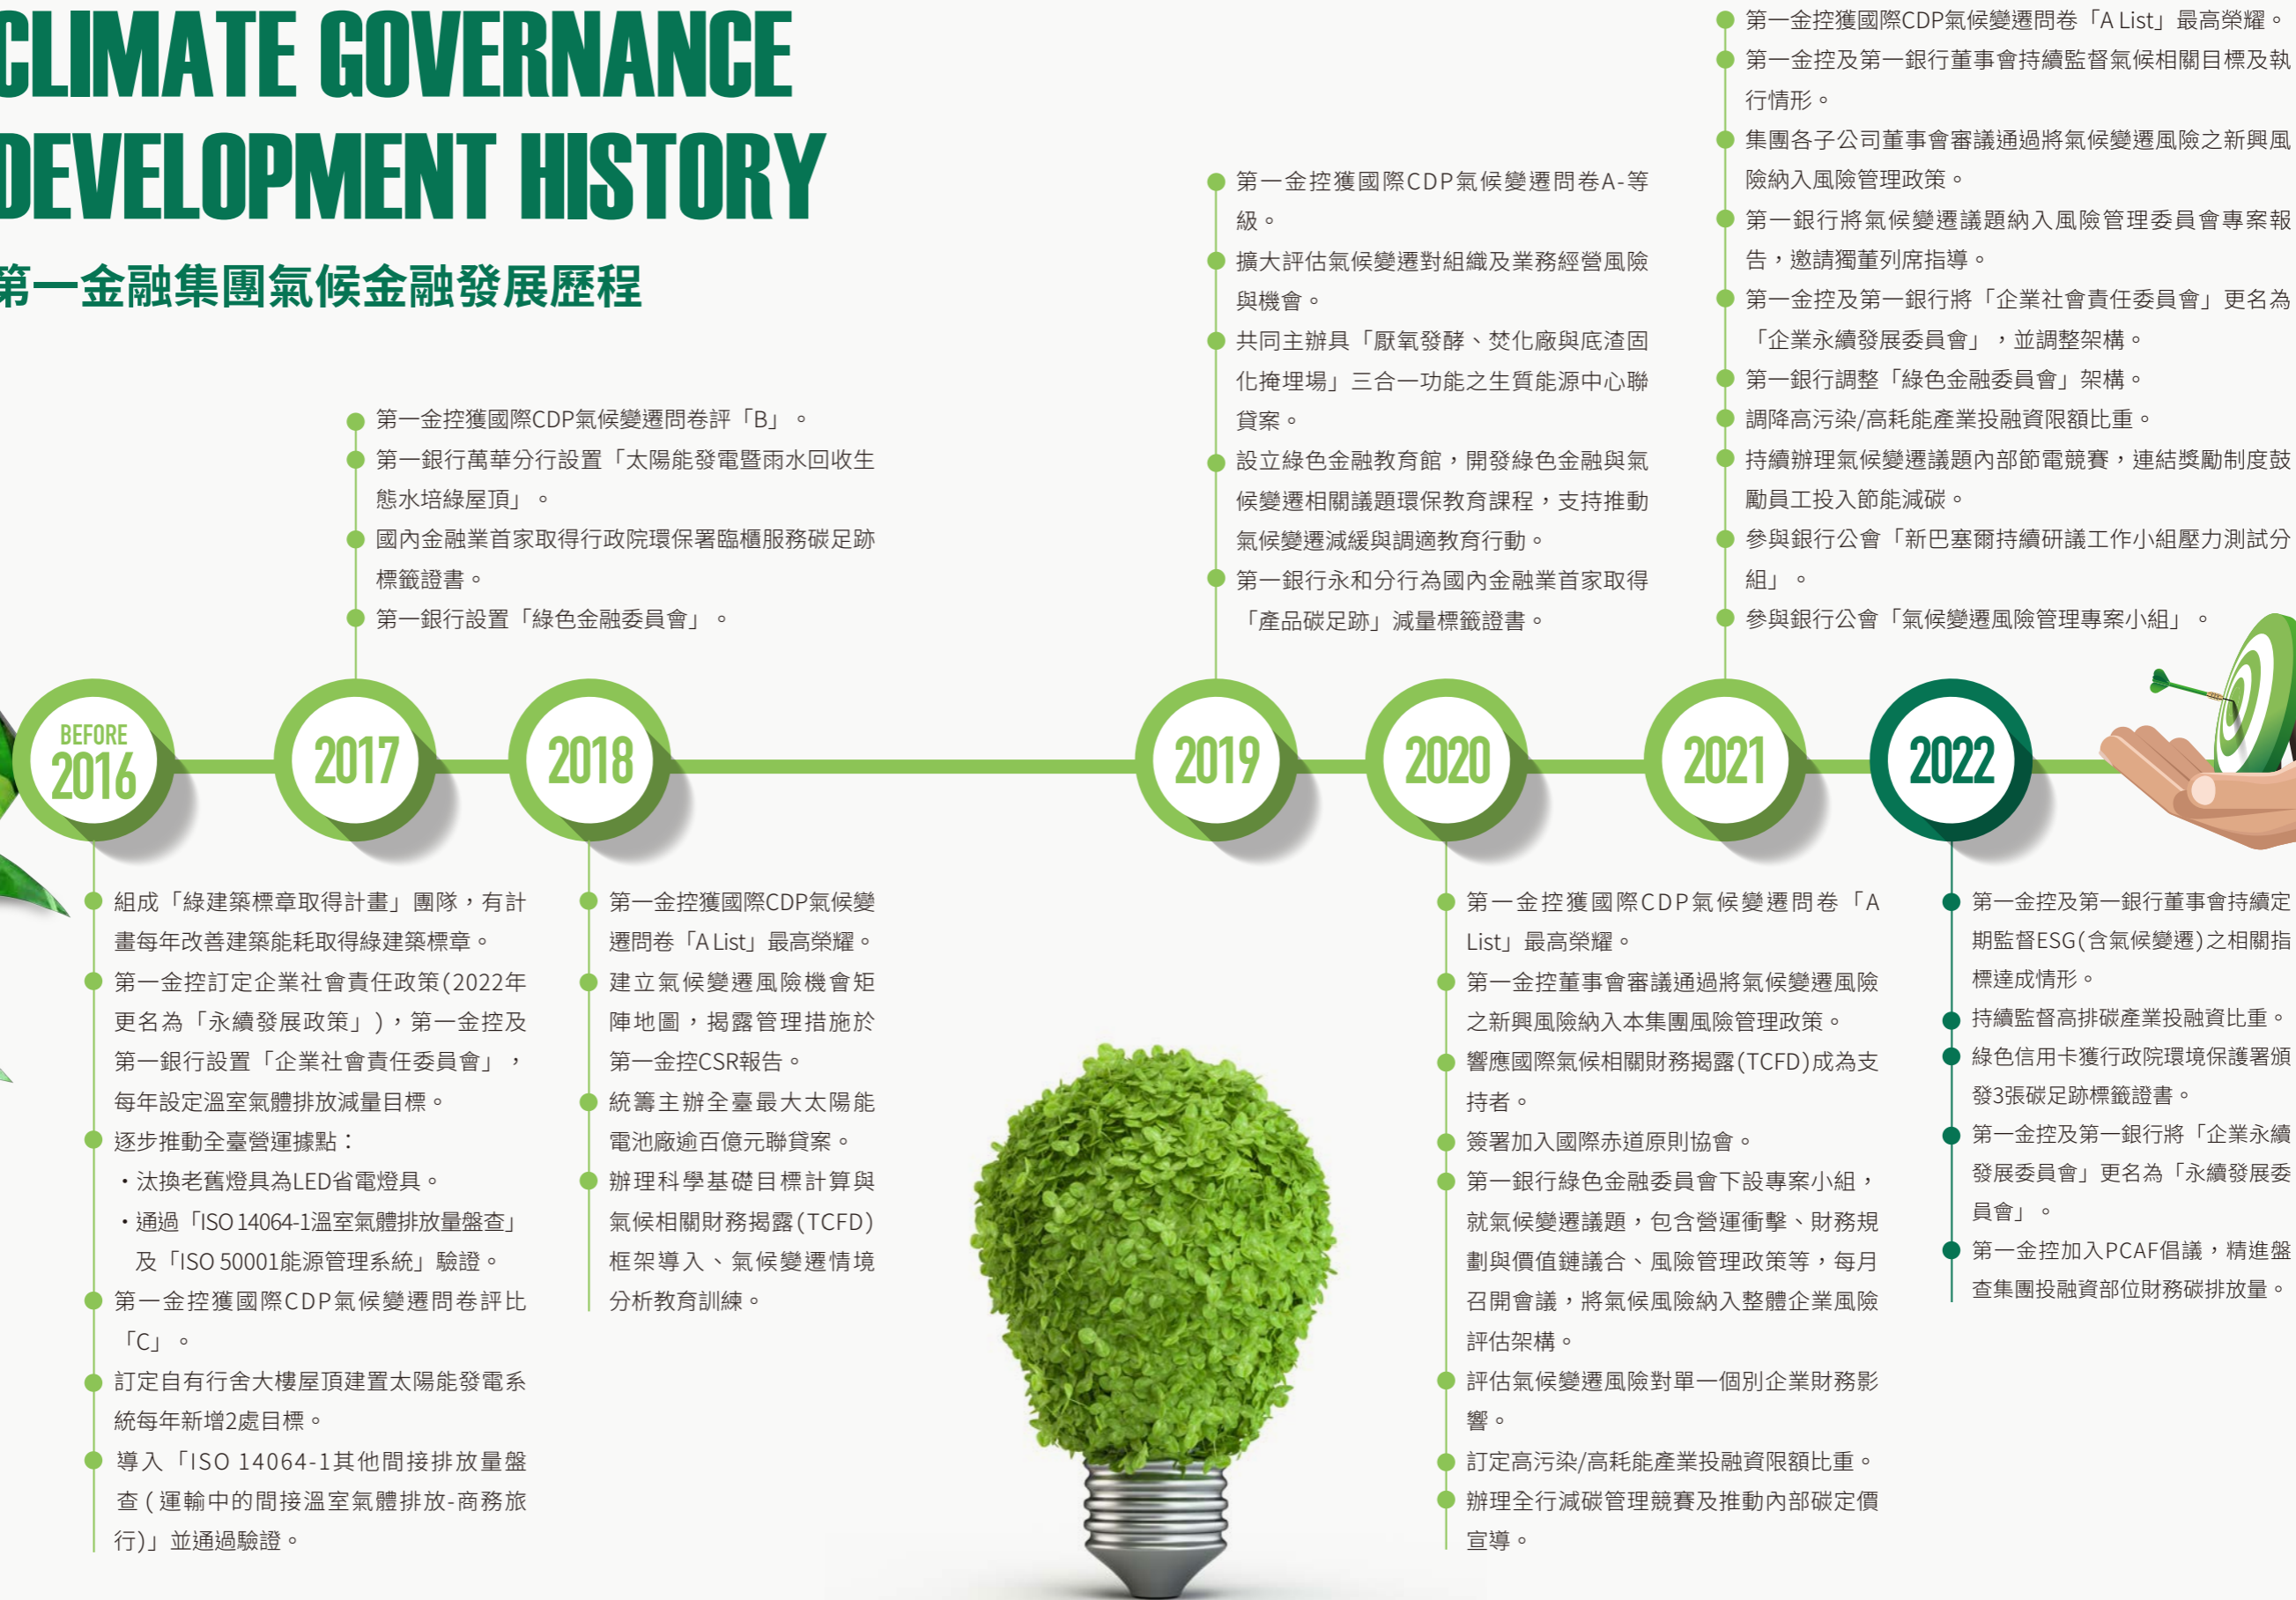 CLIMATE GOVERNANCE
DEVELOPMENT HISTORY
第一金融集團氣候金融發展歷程
BEFORE
2016
組成「綠建築標章取得計畫」團隊，有計
畫每年改善建築能耗取得綠建築標章。
第一金控訂定企業社會責任政策(2022年
更名為「永續發展政策」)，第一金控及
第一銀行設置「企業社會責任委員會」，
每年設定溫室氣體排放減量目標。
逐步推動全臺營運據點：
・汰換老舊燈具為LED省電燈具。
・通過「ISO 14064-1溫室氣體排放量盤查」
及「ISO 50001能源管理系統」驗證。
第一金控獲國際CDP氣候變遷問卷評比
「C」。
訂定自有行舍大樓屋頂建置太陽能發電系
統每年新增2處目標。
導入「ISO 14064-1其他間接排放量盤
查(運輸中的間接溫室氣體排放-商務旅
行)」並通過驗證。
2017
第一金控獲國際CDP氣候變遷問卷評「B」。
第一銀行萬華分行設置「太陽能發電暨雨水回收生
態水培綠屋頂」。
國內金融業首家取得行政院環保署臨櫃服務碳足跡
標籤證書。
第一銀行設置「綠色金融委員會」。
2018
第一金控獲國際CDP氣候變
遷問卷「A List」最高榮耀。
建立氣候變遷風險機會矩
陣地圖，揭露管理措施於
第一金控CSR報告。
統籌主辦全臺最大太陽能
電池廠逾百億元聯貸案。
辦理科學基礎目標計算與
氣候相關財務揭露(TCFD)
框架導入、氣候變遷情境
分析教育訓練。
2019
第一金控獲國際CDP氣候變遷問卷A-等
級。
擴大評估氣候變遷對組織及業務經營風險
與機會。
共同主辦具「厭氧發酵、焚化廠與底渣固
化掩埋場」三合一功能之生質能源中心聯
貸案。
設立綠色金融教育館，開發綠色金融與氣
候變遷相關議題環保教育課程，支持推動
氣候變遷減緩與調適教育行動。
第一銀行永和分行為國內金融業首家取得
「產品碳足跡」減量標籤證書。
2020
第一金控獲國際CDP氣候變遷問卷「A
List」最高榮耀。
第一金控董事會審議通過將氣候變遷風險
之新興風險納入本集團風險管理政策。
響應國際氣候相關財務揭露(TCFD)成為支
持者。
簽署加入國際赤道原則協會。
第一銀行綠色金融委員會下設專案小組，
就氣候變遷議題，包含營運衝擊、財務規
劃與價值鏈議合、風險管理政策等，每月
召開會議，將氣候風險納入整體企業風險
評估架構。
評估氣候變遷風險對單一個別企業財務影
響。
訂定高污染/高耗能產業投融資限額比重。
辦理全行減碳管理競賽及推動內部碳定價
宣導。
2021
第一金控獲國際CDP氣候變遷問卷「A List」最高榮耀。
第一金控及第一銀行董事會持續監督氣候相關目標及執
行情形。
集團各子公司董事會審議通過將氣候變遷風險之新興風
險納入風險管理政策。
第一銀行將氣候變遷議題納入風險管理委員會專案報
告，邀請獨董列席指導。
第一金控及第一銀行將「企業社會責任委員會」更名為
「企業永續發展委員會」，並調整架構。
第一銀行調整「綠色金融委員會」架構。
調降高污染/高耗能產業投融資限額比重。
持續辦理氣候變遷議題內部節電競賽，連結獎勵制度鼓
勵員工投入節能減碳。
參與銀行公會「新巴塞爾持續研議工作小組壓力測試分
組」。
參與銀行公會「氣候變遷風險管理專案小組」。
2022
第一金控及第一銀行董事會持續定
期監督ESG(含氣候變遷)之相關指
標達成情形。
持續監督高排碳產業投融資比重。
綠色信用卡獲行政院環境保護署頒
發3張碳足跡標籤證書。
第一金控及第一銀行將「企業永續
發展委員會」更名為「永續發展委
員會」。
第一金控加入PCAF倡議，精進盤
查集團投融資部位財務碳排放量。